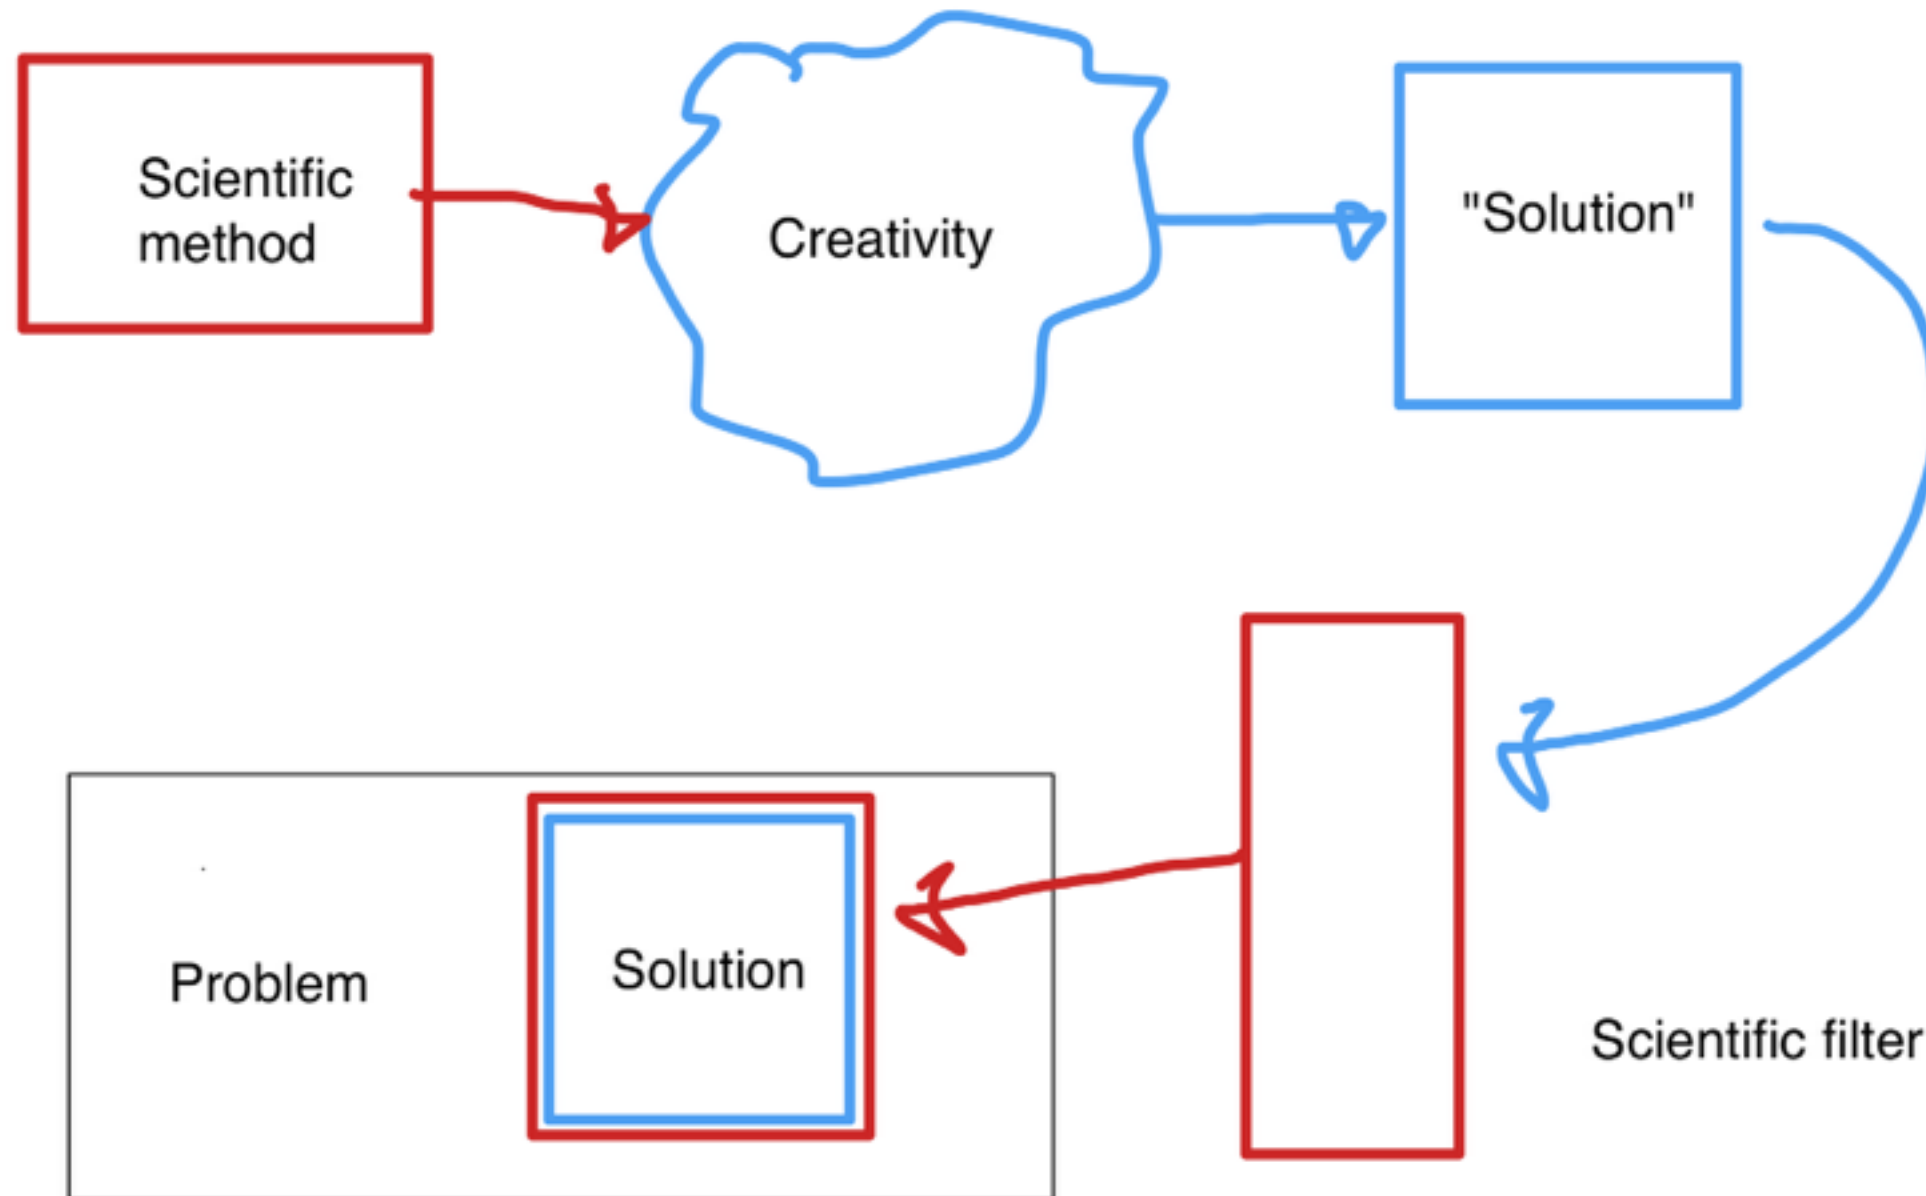 Scientific
method
Creativity
"Solution"
Problem
Solution
Scientific filter